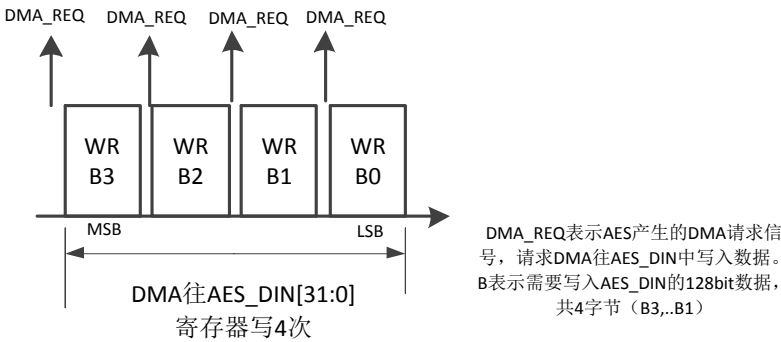 DMA_REQ DMA_REQ DMA_REQ DMA_REQ
WR WR WR WR
B3 B2 B1 B0
MSB LSB
DMA往AES_DIN[31:0]
寄存器写4次
DMA_REQ表示AES产生的DMA请求信
号，请求DMA往AES_DIN中写入数据。
B表示需要写入AES_DIN的128bit数据，
共4字节（B3,..B1）